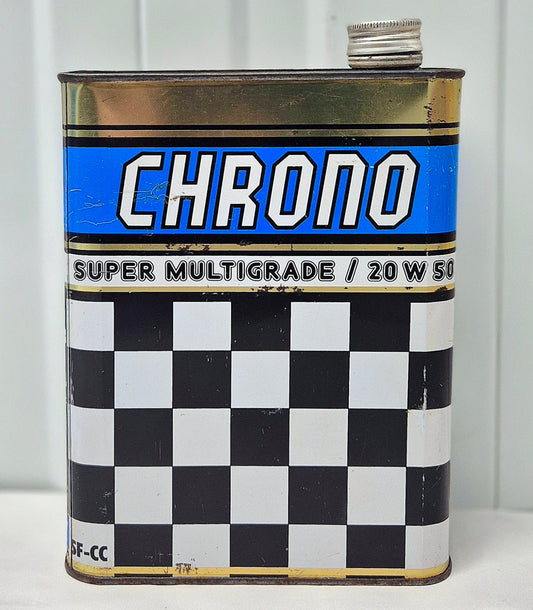 CHRONO
SUPER MULTIGRADE / 20 W 50
SF-CC